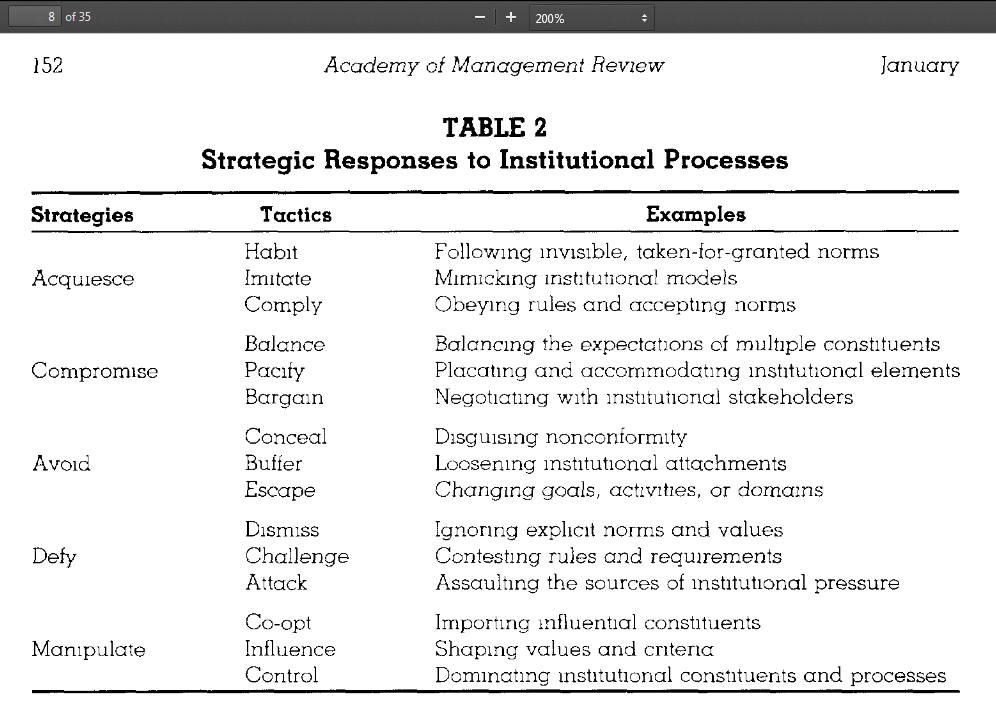 8 of 35 − + 200%
152 Academy of Management Review January
TABLE 2
Strategic Responses to Institutional Processes
Strategies Tactics Examples
Habit Following invisible, taken-for-granted norms
Acquiesce Imitate Mimicking institutional models
Comply Obeying rules and accepting norms
Balance Balancing the expectations of multiple constituents
Compromise Pacify Placating and accommodating institutional elements
Bargain Negotiating with institutional stakeholders
Conceal Disguising nonconformity
Avoid Buffer Loosening institutional attachments
Escape Changing goals, activities, or domains
Dismiss Ignoring explicit norms and values
Defy Challenge Contesting rules and requirements
Attack Assaulting the sources of institutional pressure
Co-opt Importing influential constituents
Manipulate Influence Shaping values and criteria
Control Dominating institutional constituents and processes